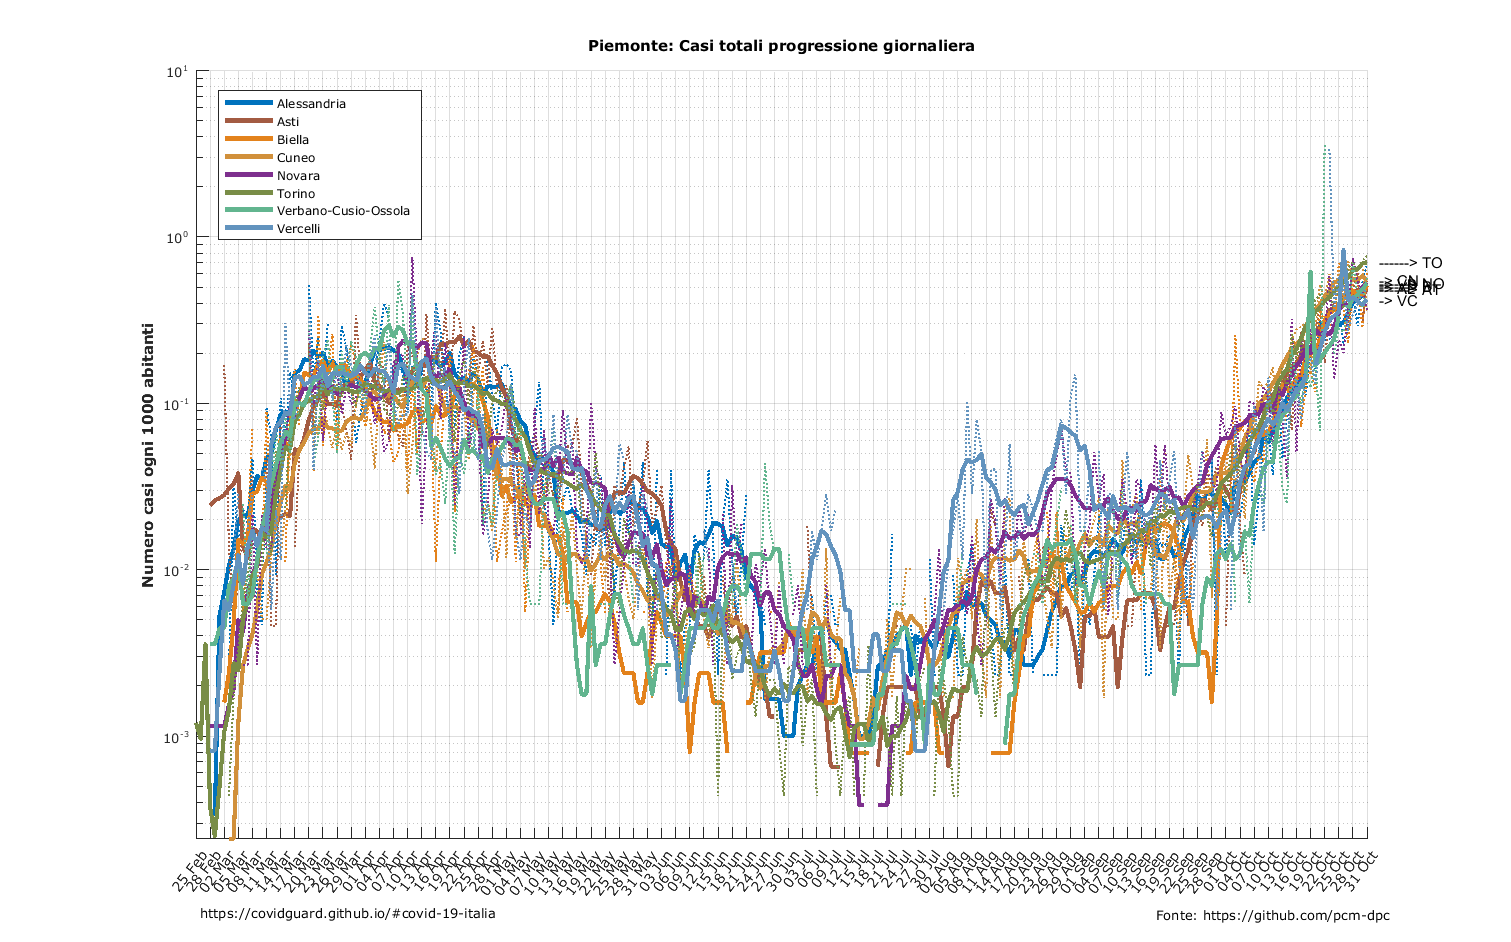 Piemonte: Casi totali progressione giornaliera
10^1
10^0
10^-1
10^-2
10^-3
Numero casi ogni 1000 abitanti
Alessandria
Asti
Biella
Cuneo
Novara
Torino
Verbano-Cusio-Ossola
Vercelli
------> TO
-> CN
NO
AL
AT
-> VC
25 Feb
28 Feb
02 Mar
05 Mar
08 Mar
11 Mar
14 Mar
17 Mar
20 Mar
23 Mar
26 Mar
29 Mar
01 Apr
04 Apr
07 Apr
10 Apr
13 Apr
16 Apr
19 Apr
22 Apr
25 Apr
28 Apr
01 May
04 May
07 May
10 May
13 May
16 May
19 May
22 May
25 May
28 May
31 May
03 Jun
06 Jun
09 Jun
12 Jun
15 Jun
18 Jun
21 Jun
24 Jun
27 Jun
30 Jun
03 Jul
06 Jul
09 Jul
12 Jul
15 Jul
18 Jul
21 Jul
24 Jul
27 Jul
30 Jul
02 Aug
05 Aug
08 Aug
11 Aug
14 Aug
17 Aug
20 Aug
23 Aug
26 Aug
29 Aug
01 Sep
04 Sep
07 Sep
10 Sep
13 Sep
16 Sep
19 Sep
22 Sep
25 Sep
28 Sep
01 Oct
04 Oct
07 Oct
10 Oct
13 Oct
16 Oct
19 Oct
22 Oct
25 Oct
28 Oct
31 Oct
https://covidguard.github.io/#covid-19-italia
Fonte: https://github.com/pcm-dpc